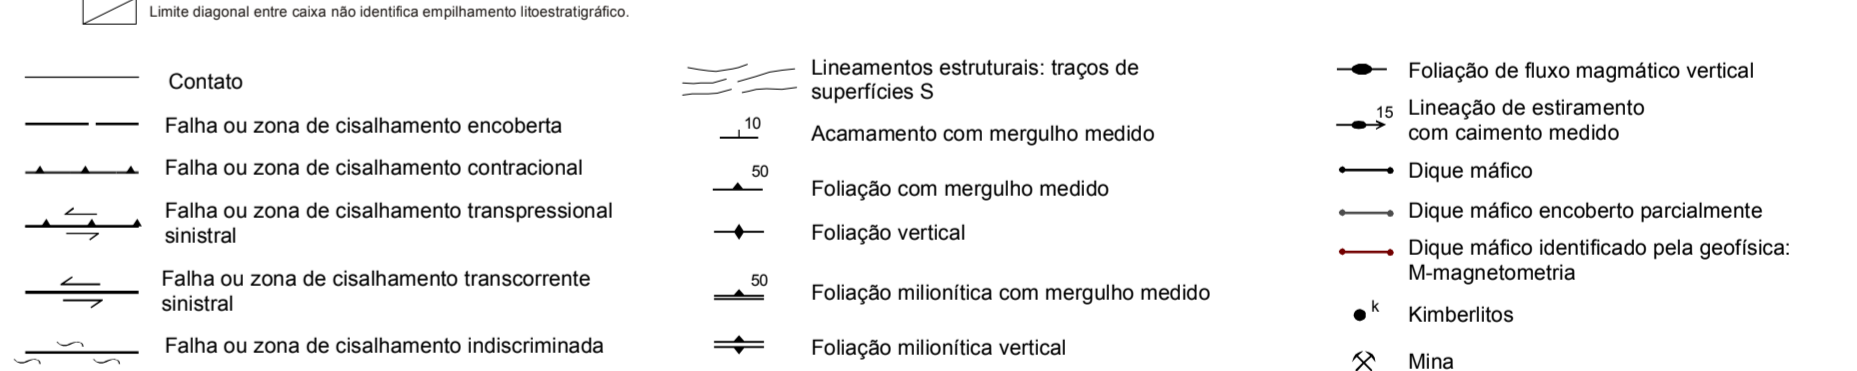 Limite diagonal entre caixa não identifica empilhamento litoestratigráfico.
Contato
Falha ou zona de cisalhamento encoberta
Falha ou zona de cisalhamento contracional
Falha ou zona de cisalhamento transpressional
sinistral
Falha ou zona de cisalhamento transcorrente
sinistral
Falha ou zona de cisalhamento indiscriminada
Lineamentos estruturais: traços de
superfícies S
10
Acamamento com mergulho medido
50
Foliação com mergulho medido
Foliação vertical
50
Foliação milionítica com mergulho medido
Foliação milionítica vertical
Foliação de fluxo magmático vertical
15
Lineação de estiramento
com caimento medido
Dique máfico
Dique máfico encoberto parcialmente
Dique máfico identificado pela geofísica:
M-magnetometria
k
Kimberlitos
Mina